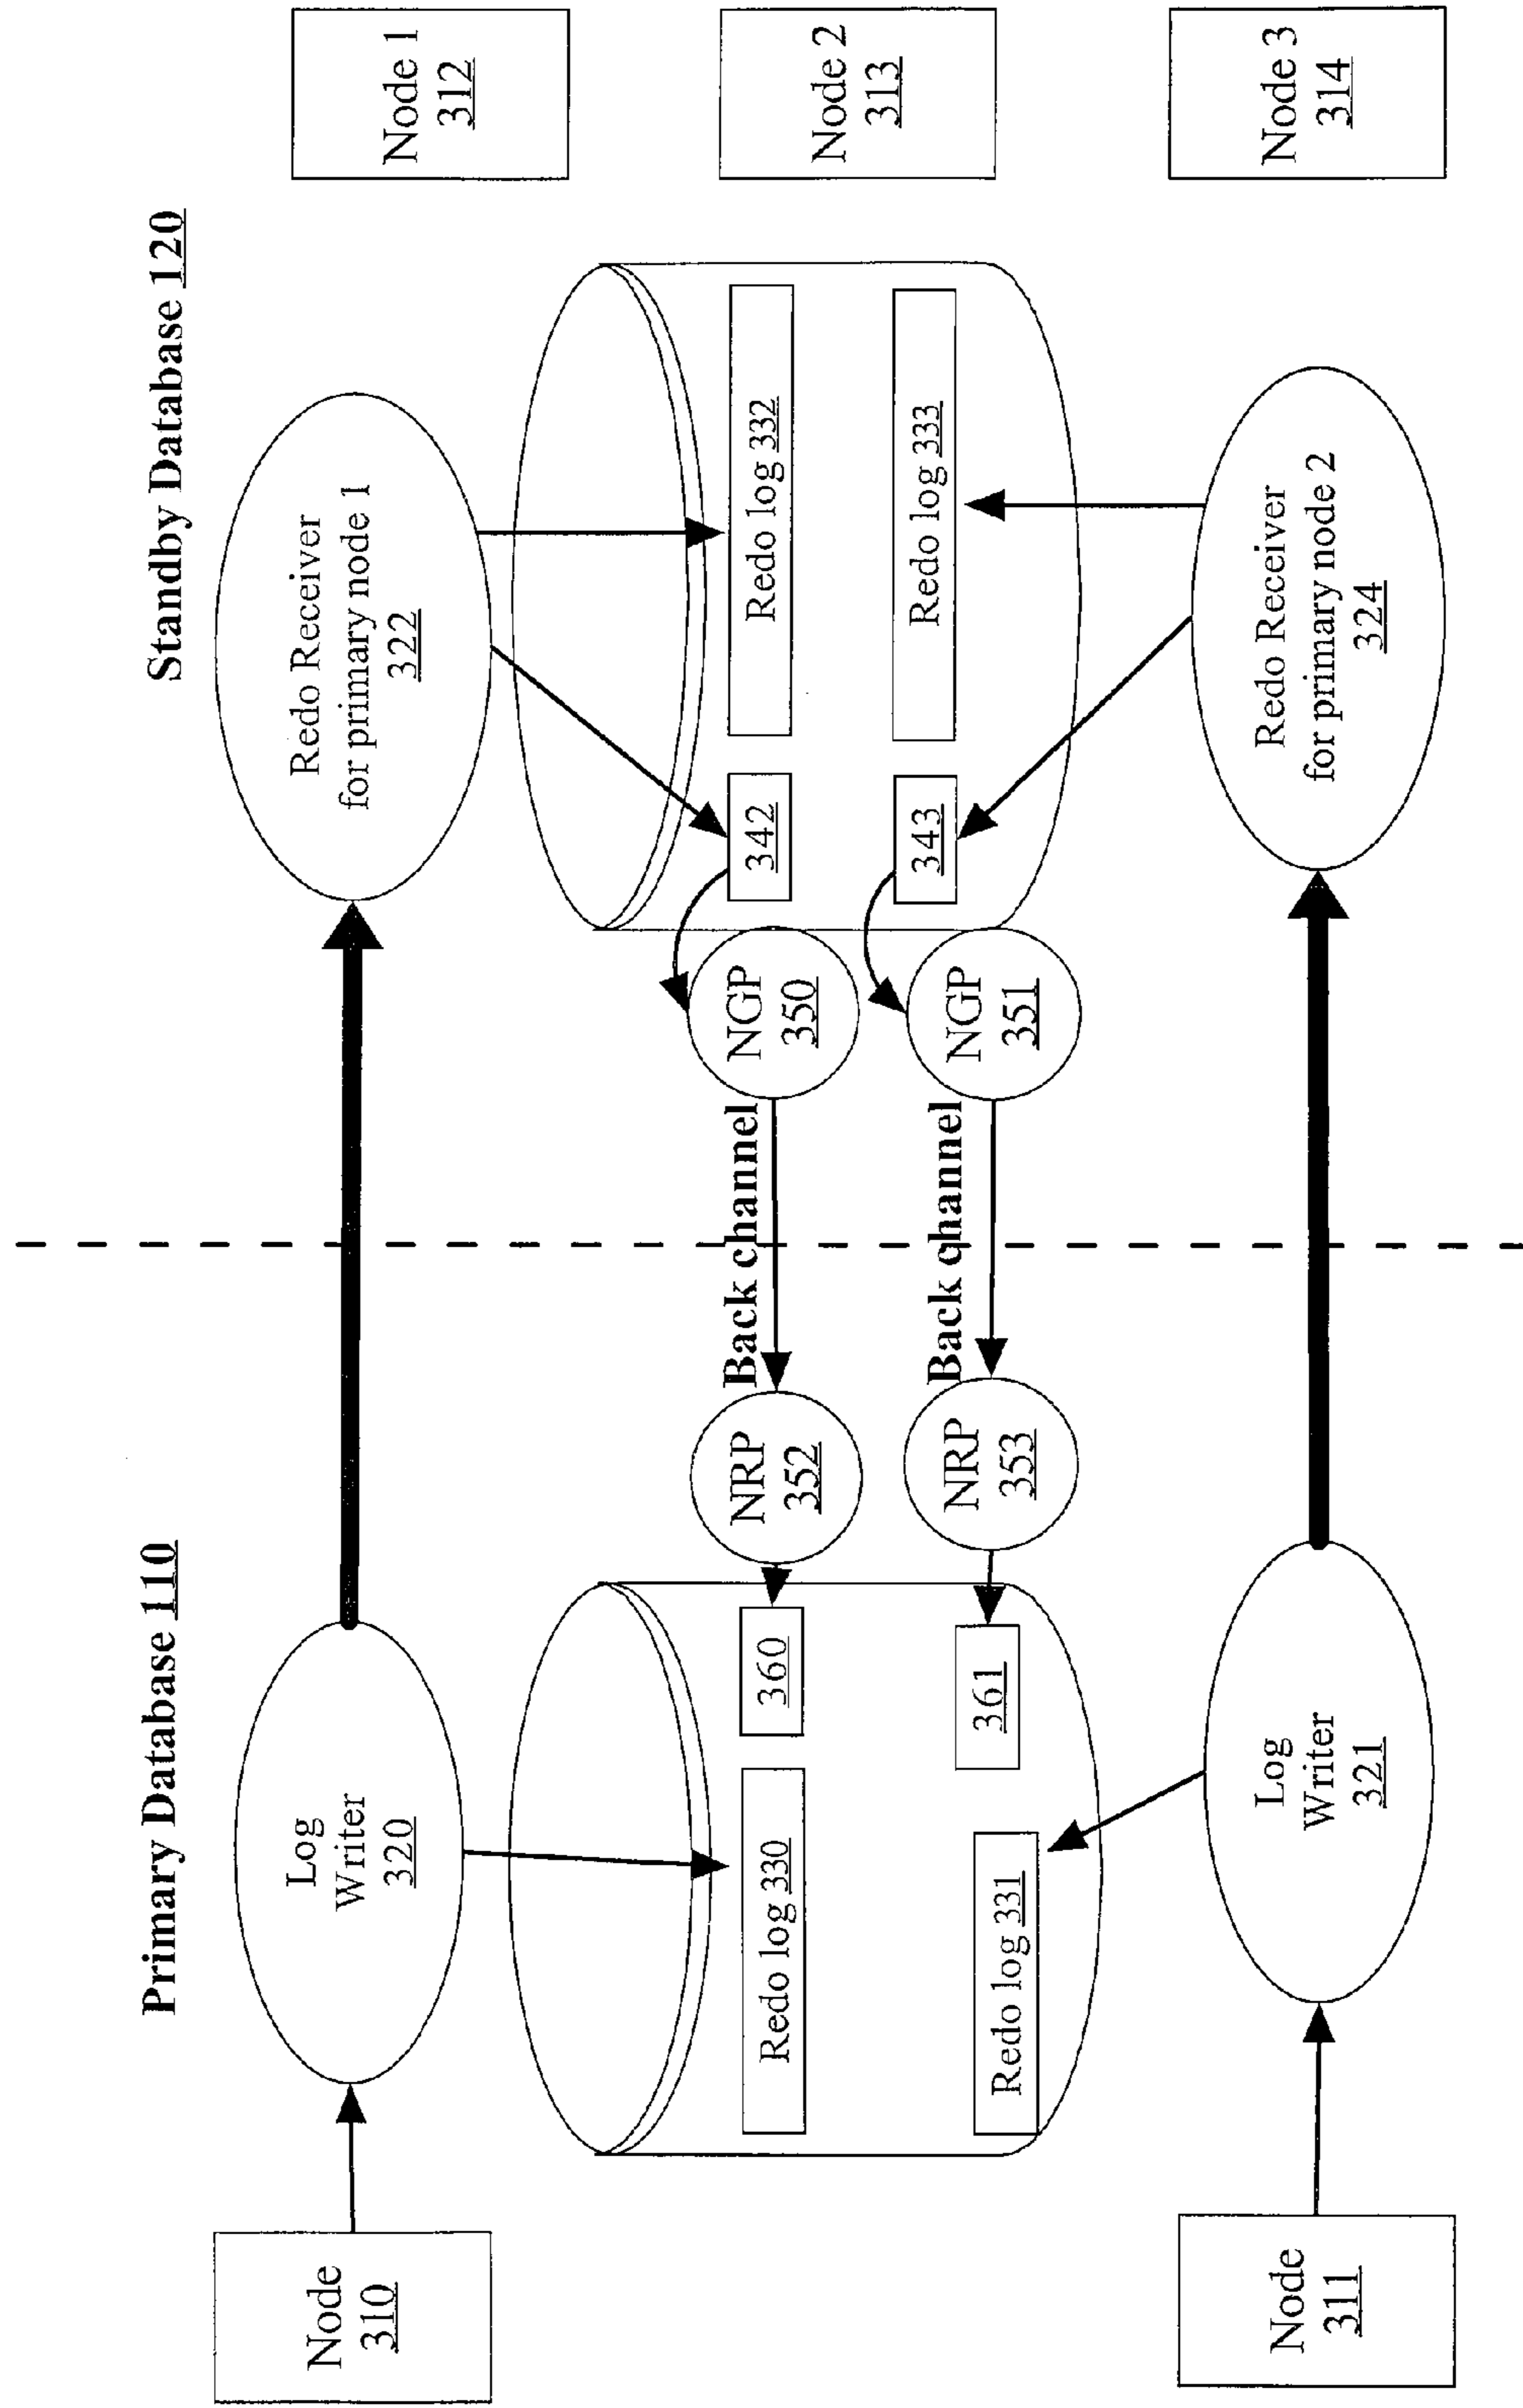 Primary Database 110
Standby Database 120
Node
310
Log
Writer
320
Redo Receiver
for primary node 1
322
Node 1
312
Redo log 330
360
NRP
352
Back channel
NGP
350
342
Redo log 332
Node 2
313
Redo log 331
361
NRP
353
Back channel
NGP
351
343
Redo log 333
Node
311
Log
Writer
321
Redo Receiver
for primary node 2
324
Node 3
314